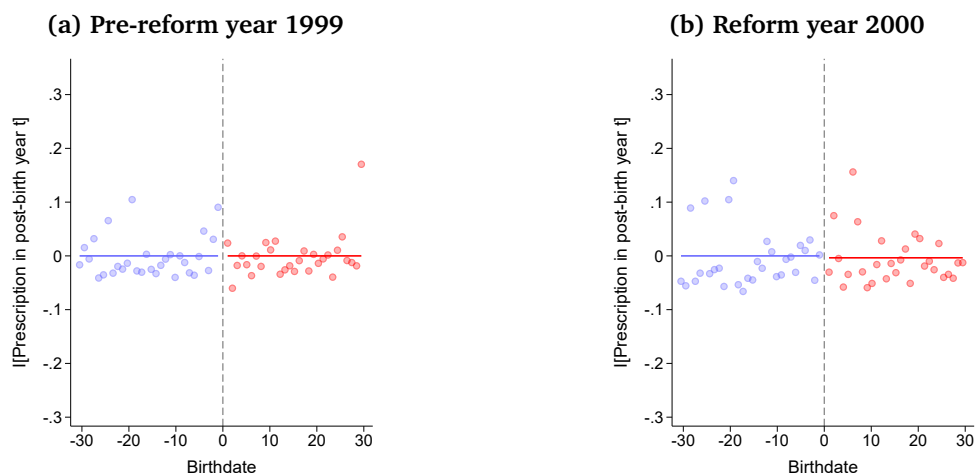 (a) Pre-reform year 1999
I[Prescription in post-birth year t]
.3
.2
.1
0
-.1
-.2
-.3
-30 -20 -10 0 10 20 30
Birthdate
(b) Reform year 2000
I[Prescription in post-birth year t]
.3
.2
.1
0
-.1
-.2
-.3
-30 -20 -10 0 10 20 30
Birthdate